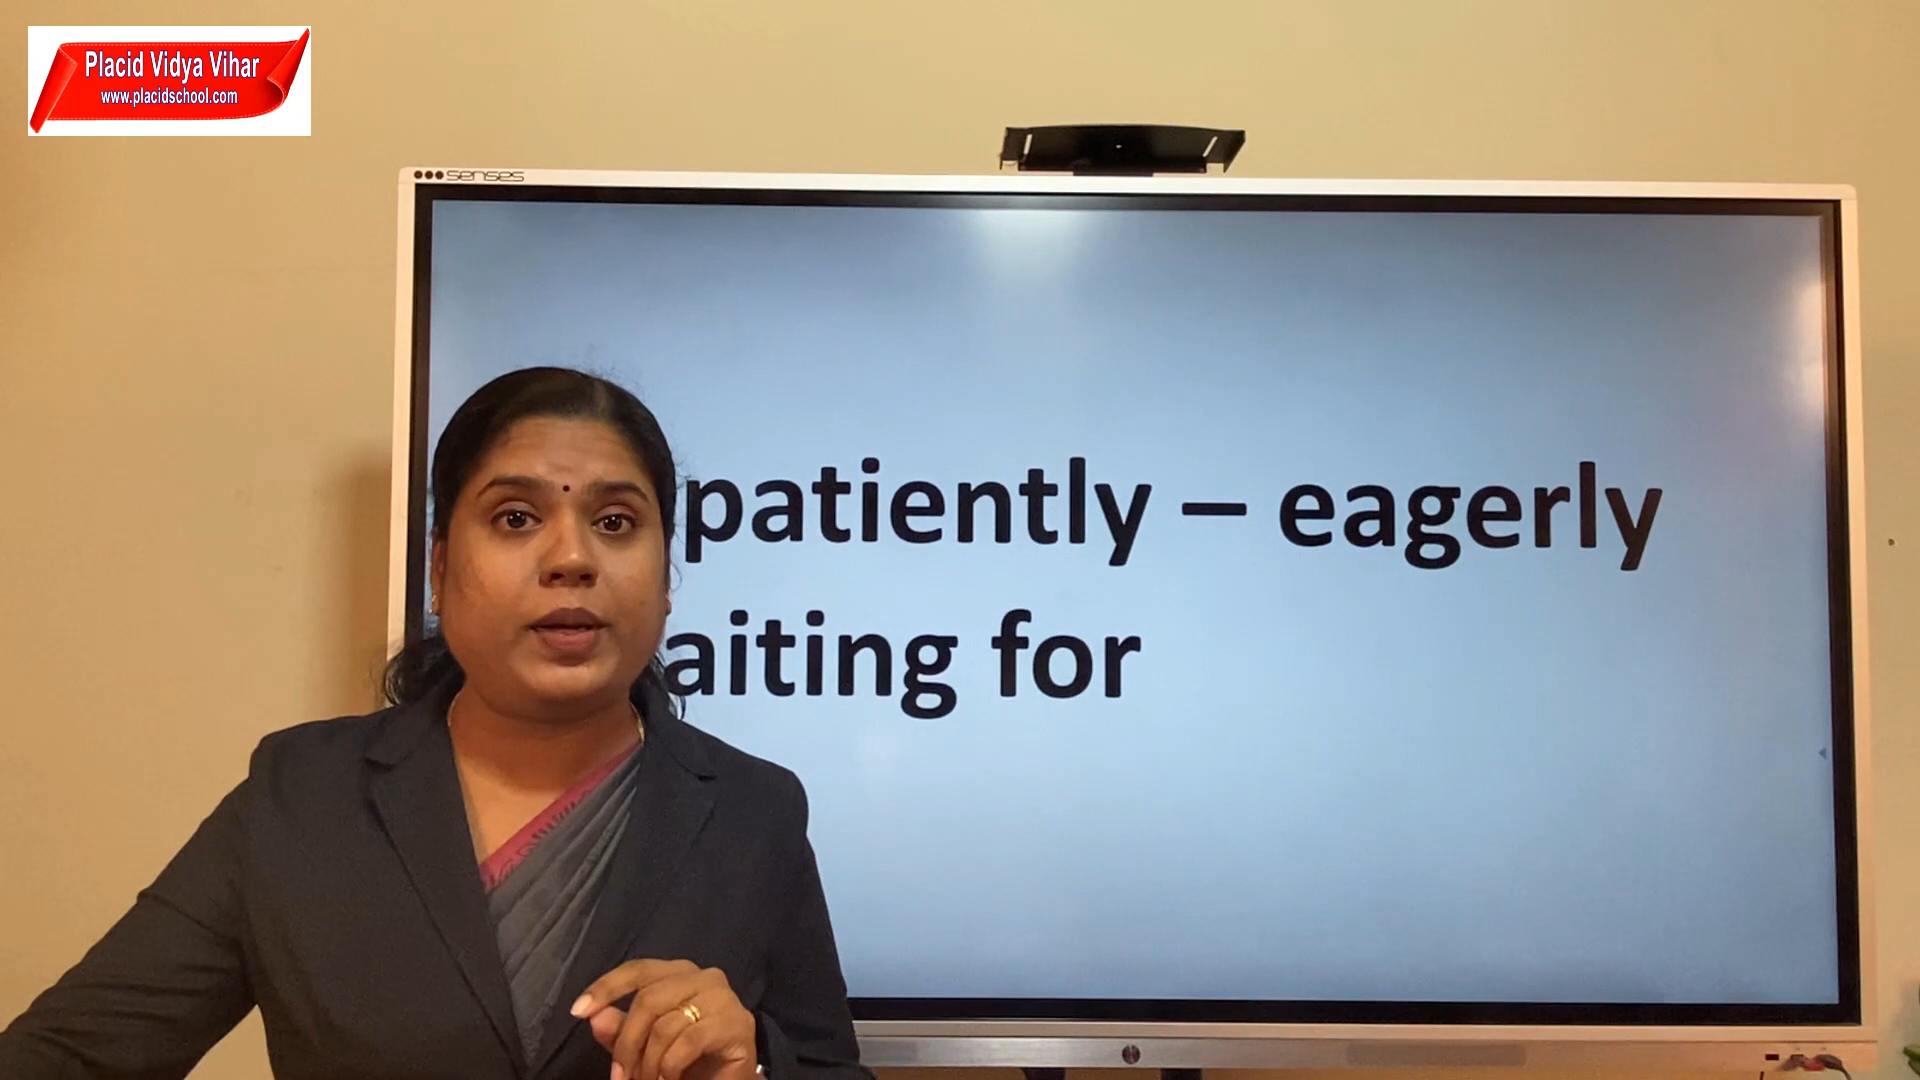 Placid Vidya Vihar
www.placidschool.com
senses
patiently – eagerly
aiting for